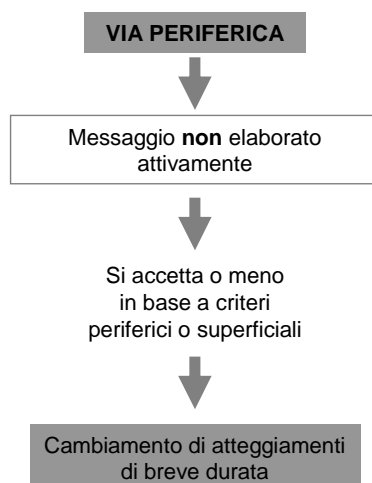 VIA PERIFERICA
Messaggio non elaborato
attivamente
Si accetta o meno
in base a criteri
periferici o superficiali
Cambiamento di atteggiamenti
di breve durata